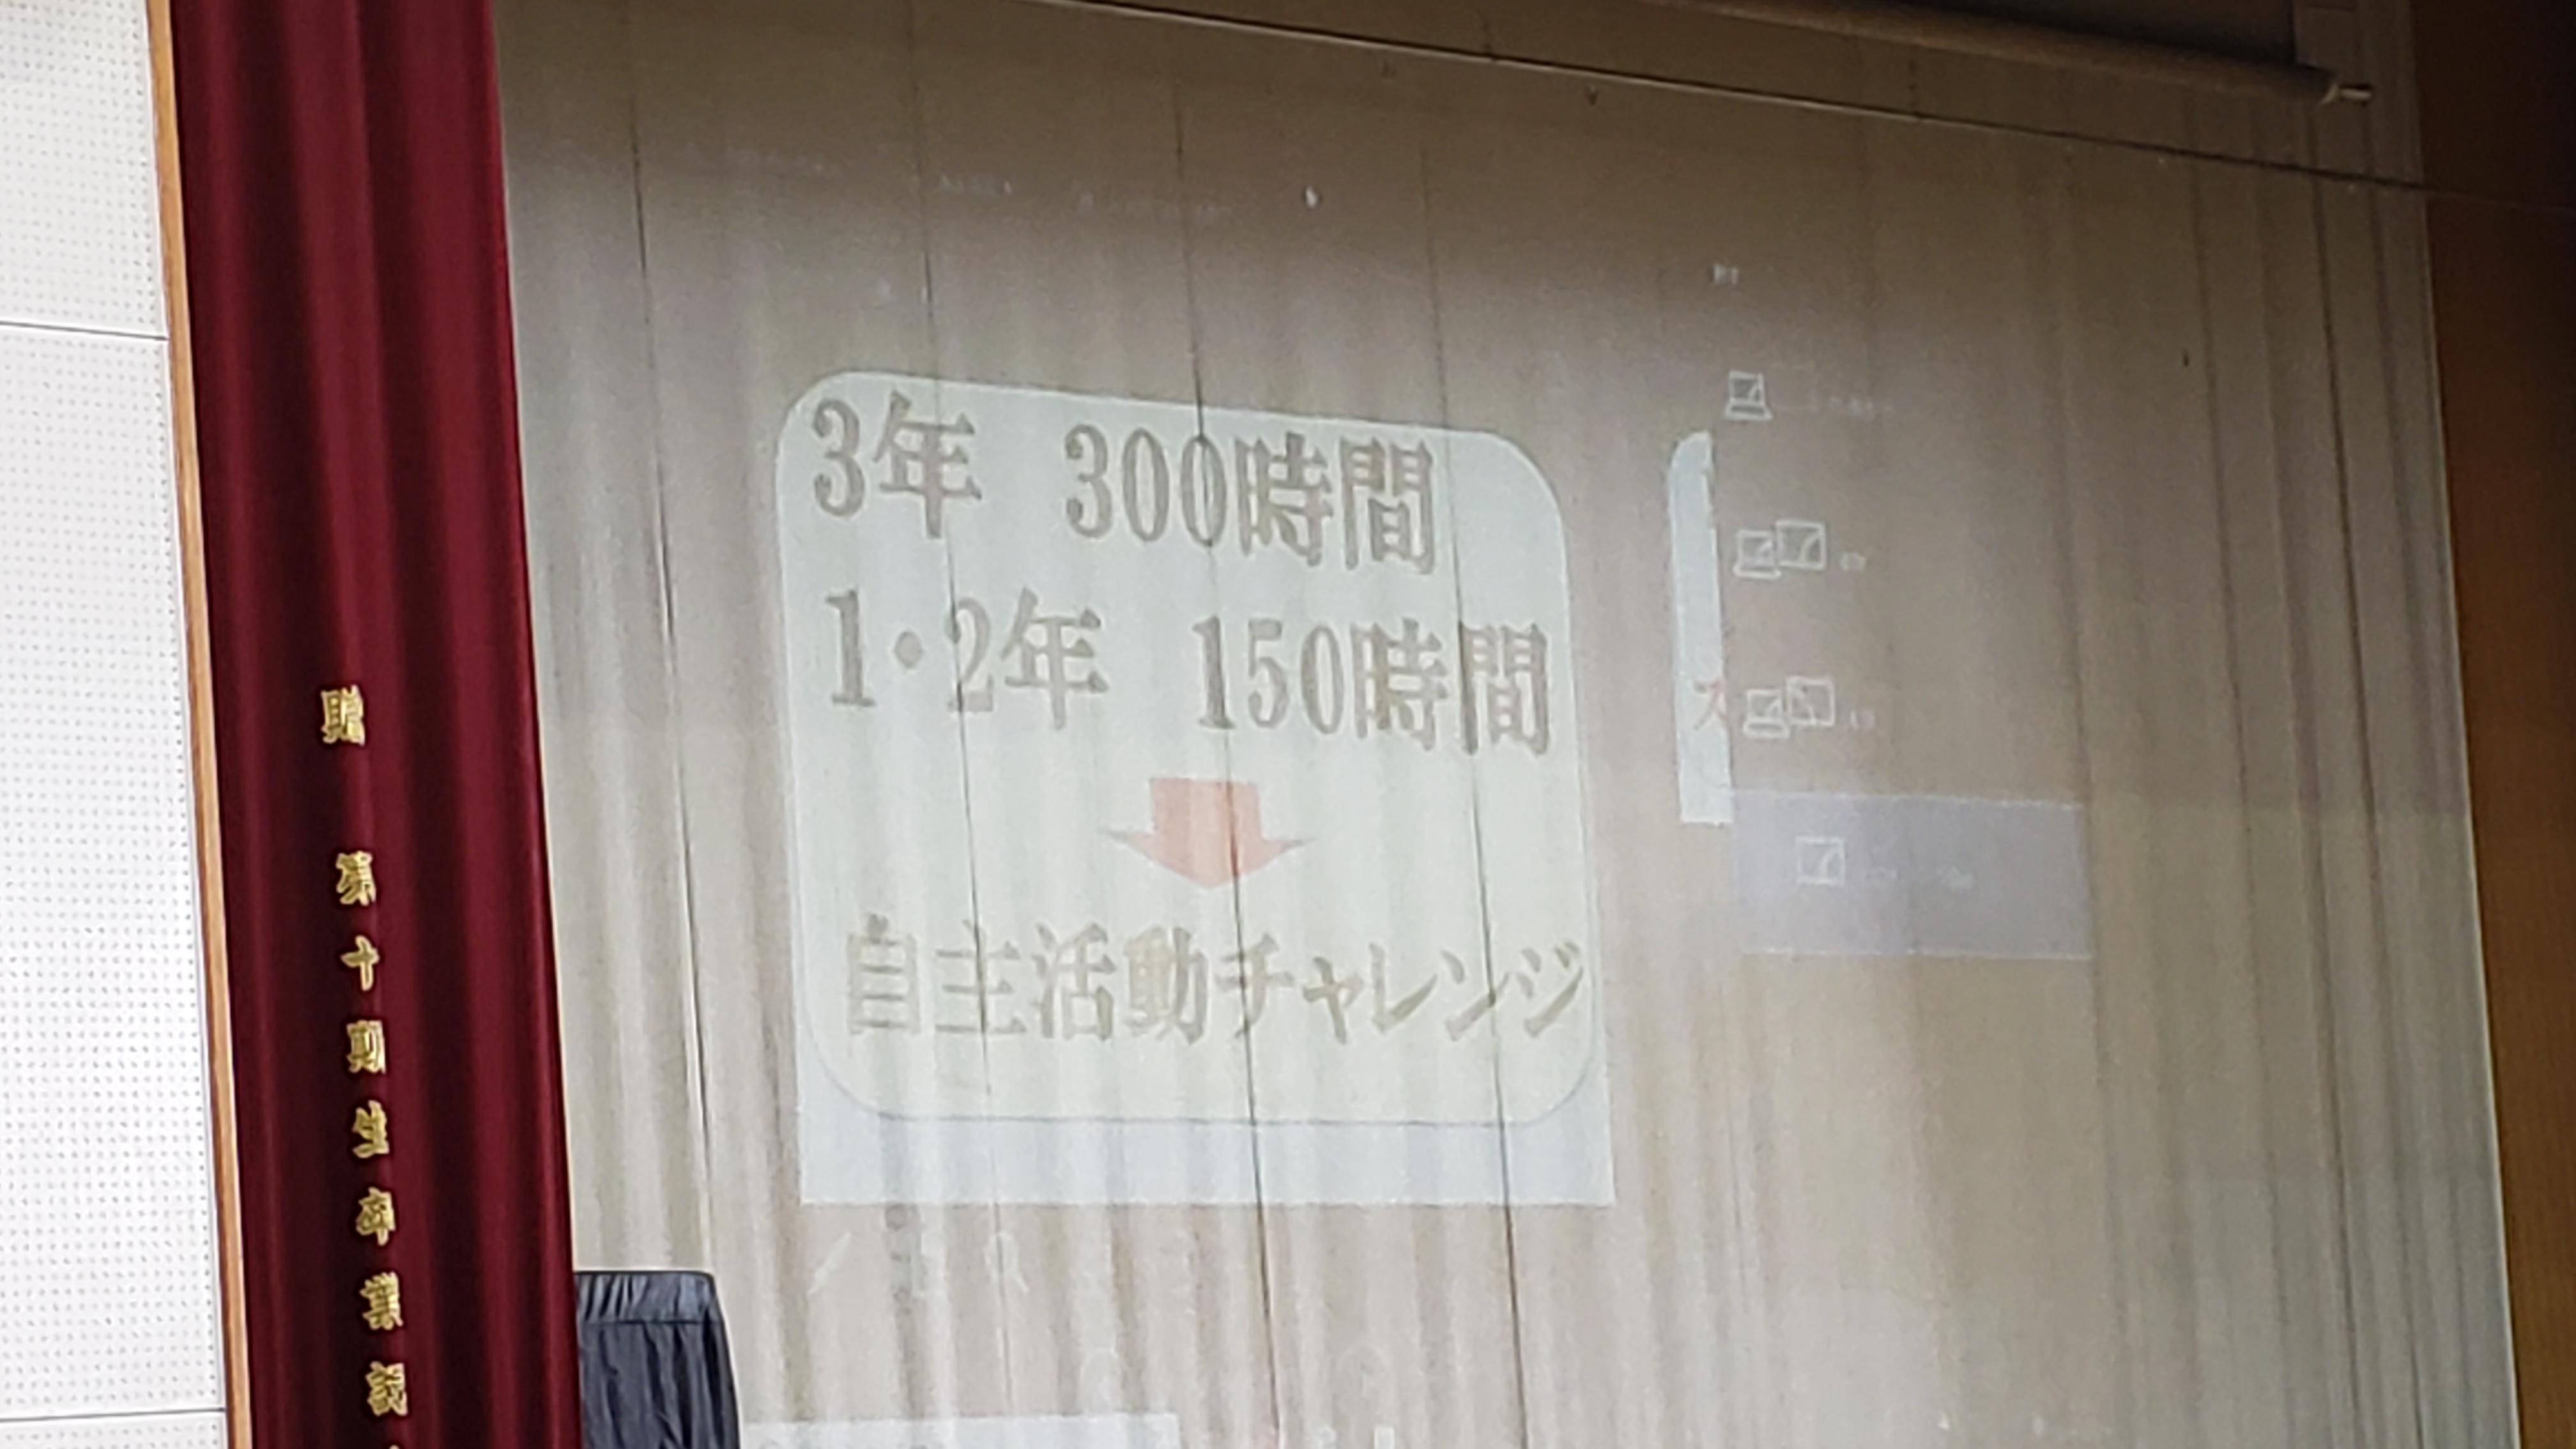 3年 300時間
1・2年 150時間
自主活動チャレンジ
ス
贈 第十期生卒業